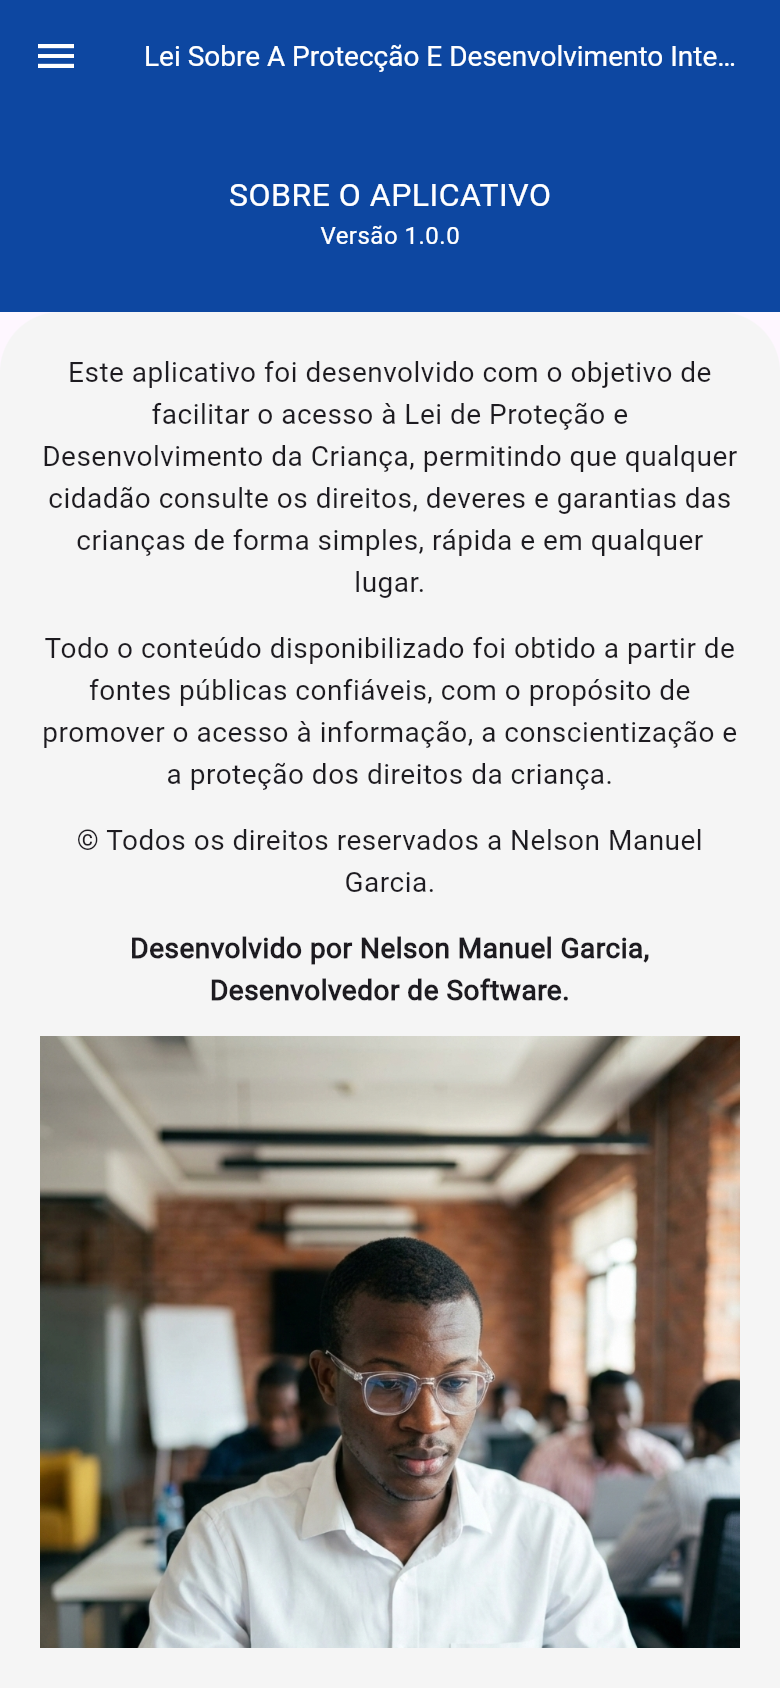 Lei Sobre A Protecção E Desenvolvimento Inte...
SOBRE O APLICATIVO
Versão 1.0.0
Este aplicativo foi desenvolvido com o objetivo de
facilitar o acesso à Lei de Proteção e
Desenvolvimento da Criança, permitindo que qualquer
cidadão consulte os direitos, deveres e garantias das
crianças de forma simples, rápida e em qualquer
lugar.
Todo o conteúdo disponibilizado foi obtido a partir de
fontes públicas confiáveis, com o propósito de
promover o acesso à informação, a conscientização e
a proteção dos direitos da criança.
© Todos os direitos reservados a Nelson Manuel
Garcia.
Desenvolvido por Nelson Manuel Garcia,
Desenvolvedor de Software.